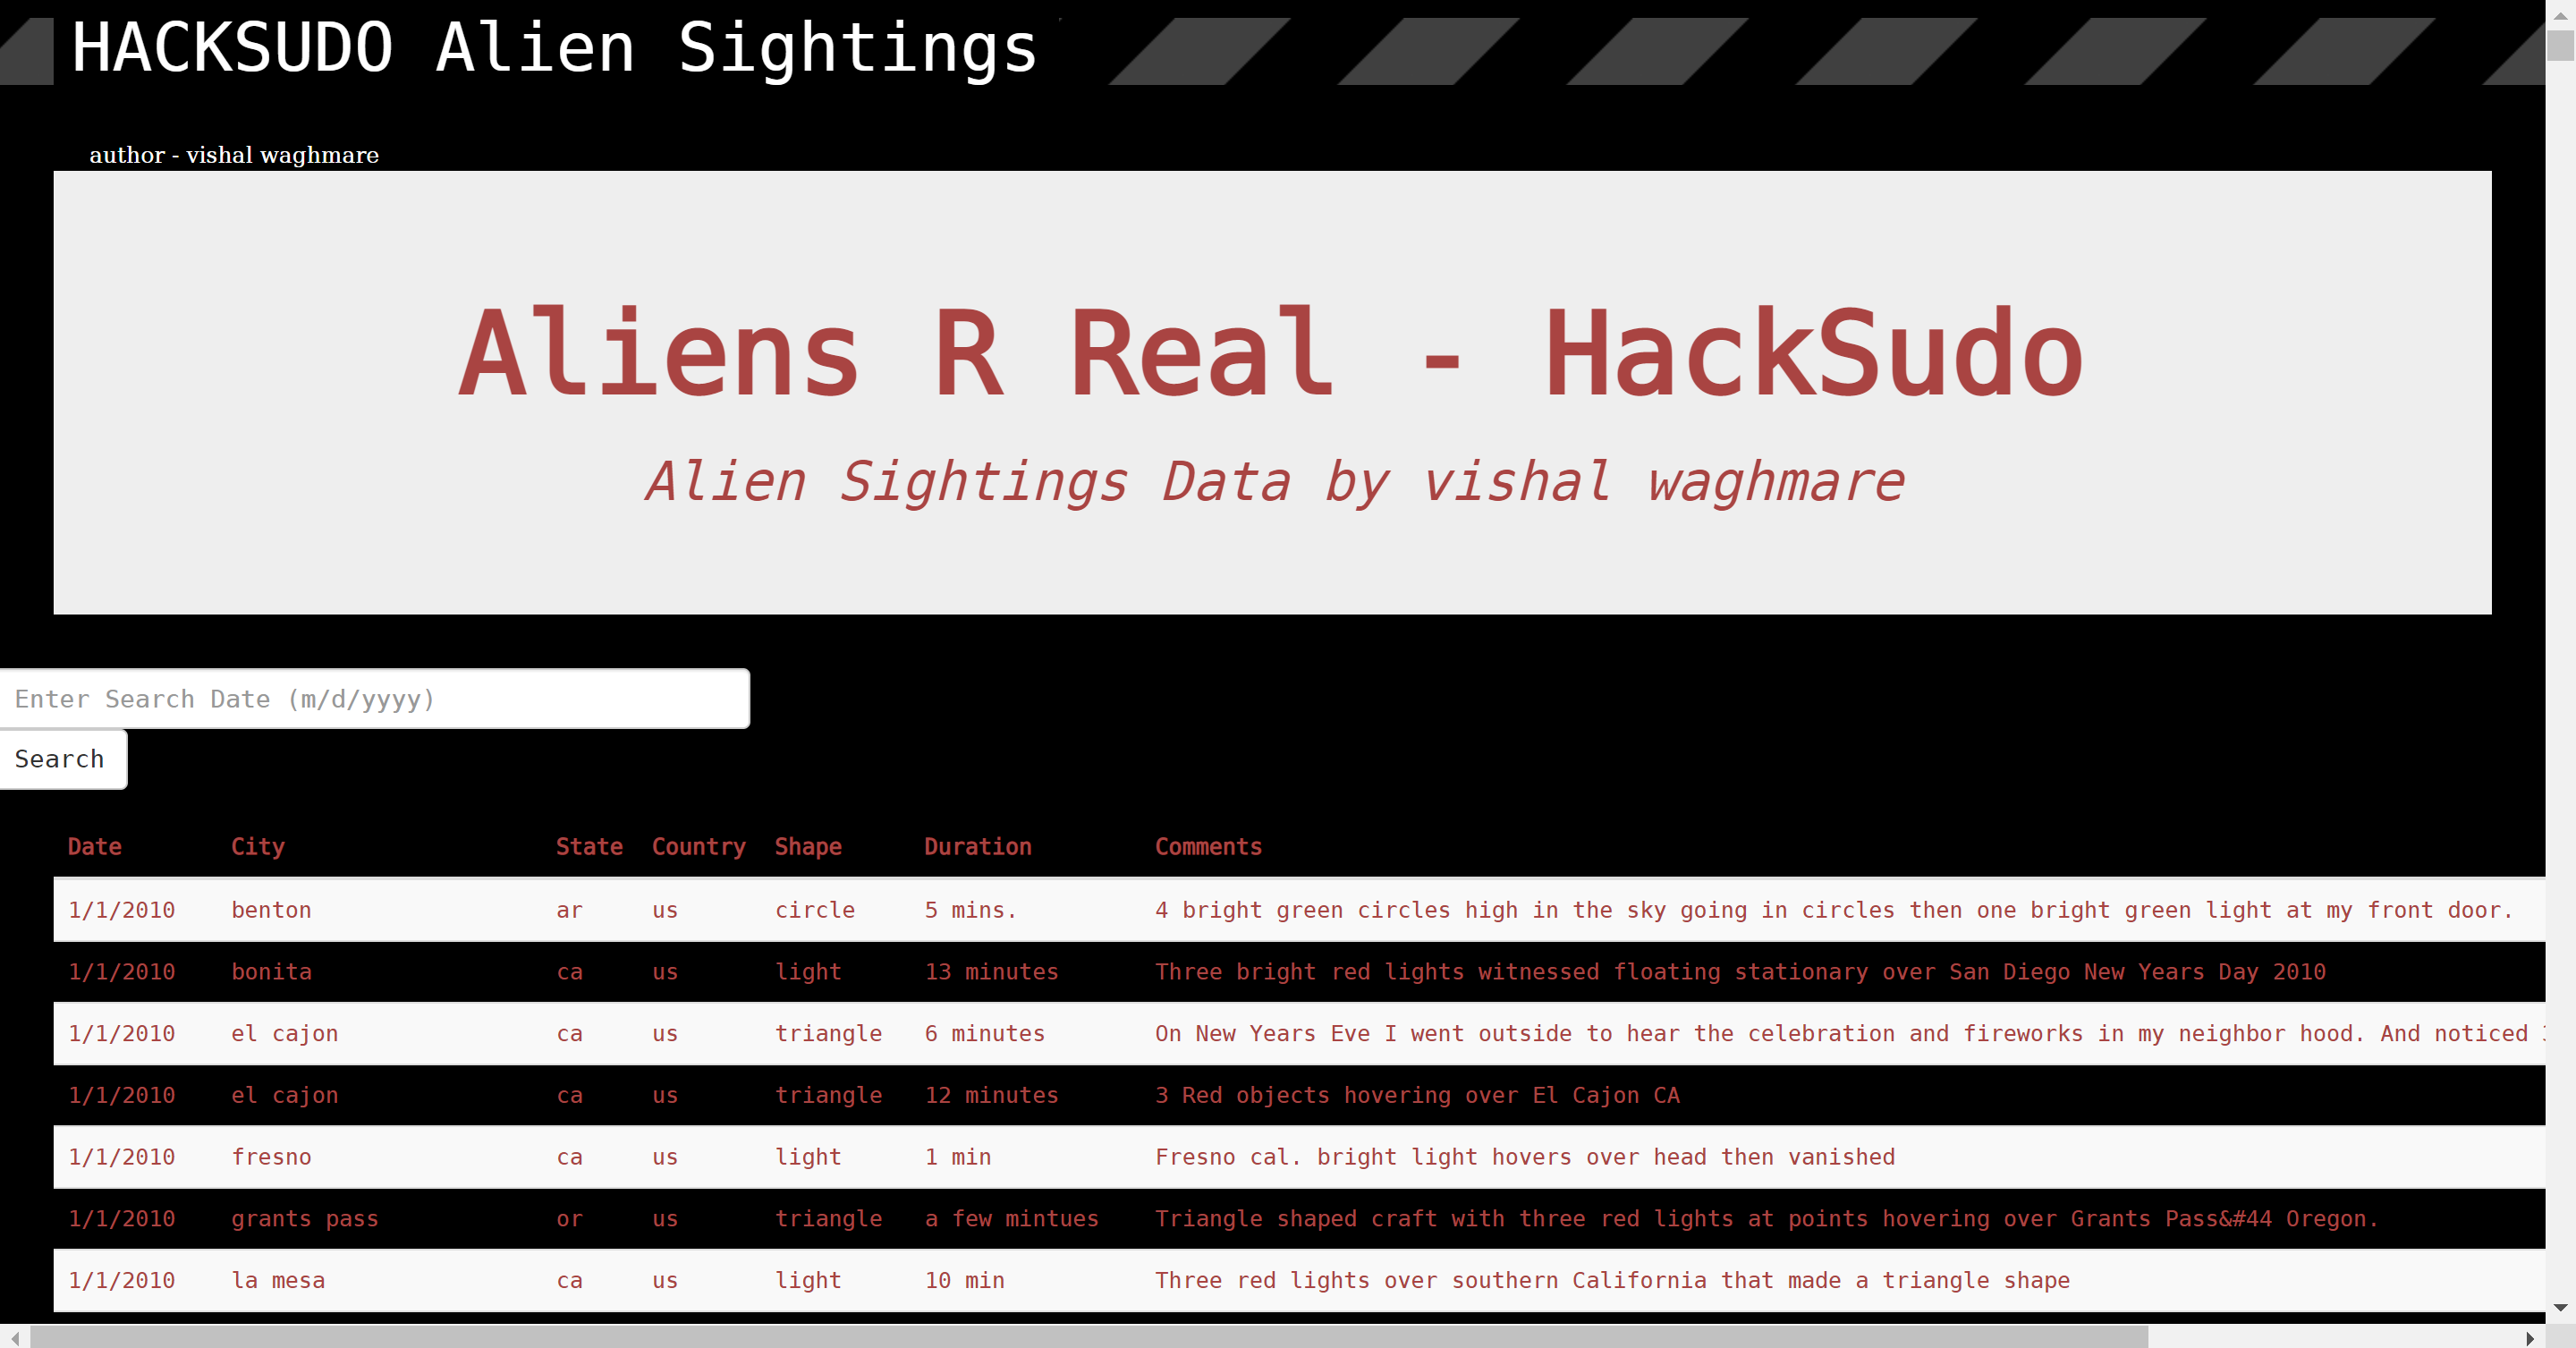 HACKSUDO Alien Sightings
author - vishal waghmare
Aliens R Real - HackSudo
Alien Sightings Data by vishal waghmare
Enter Search Date (m/d/yyyy)
Search
Date City State Country Shape Duration Comments
1/1/2010 benton ar us circle 5 mins. 4 bright green circles high in the sky going in circles then one bright green light at my front door.
1/1/2010 bonita ca us light 13 minutes Three bright red lights witnessed floating stationary over San Diego New Years Day 2010
1/1/2010 el cajon ca us triangle 6 minutes On New Years Eve I went outside to hear the celebration and fireworks in my neighbor hood. And noticed
1/1/2010 el cajon ca us triangle 12 minutes 3 Red objects hovering over El Cajon CA
1/1/2010 fresno ca us light 1 min Fresno cal. bright light hovers over head then vanished
1/1/2010 grants pass or us triangle a few mintues Triangle shaped craft with three red lights at points hovering over Grants Pass&#44 Oregon.
1/1/2010 la mesa ca us light 10 min Three red lights over southern California that made a triangle shape